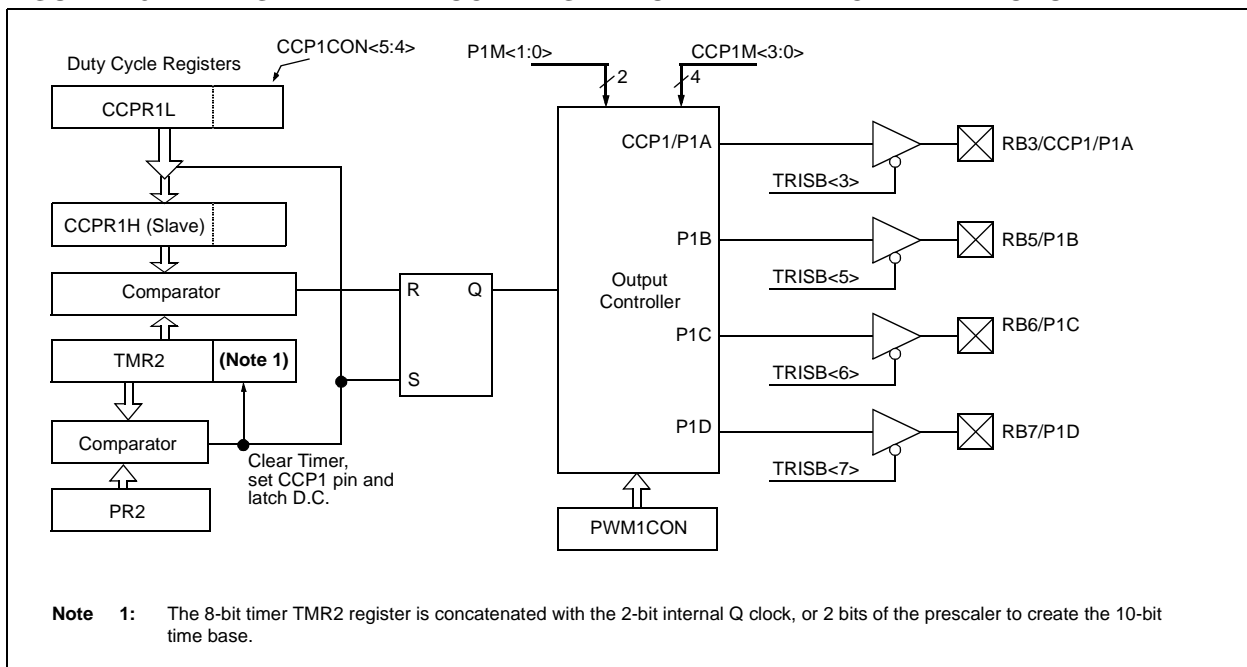 CCP1CON<5:4>
Duty Cycle Registers
CCPR1L
P1M<1:0>
2
CCP1M<3:0>
4
CCPR1H (Slave)
Comparator
TMR2
(Note 1)
Comparator
PR2
Clear Timer,
set CCP1 pin and
latch D.C.
R
Q
S
Output
Controller
CCP1/P1A
TRISB<3>
RB3/CCP1/P1A
P1B
TRISB<5>
RB5/P1B
P1C
TRISB<6>
RB6/P1C
P1D
TRISB<7>
RB7/P1D
PWM1CON
Note 1: The 8-bit timer TMR2 register is concatenated with the 2-bit internal Q clock, or 2 bits of the prescaler to create the 10-bit
time base.